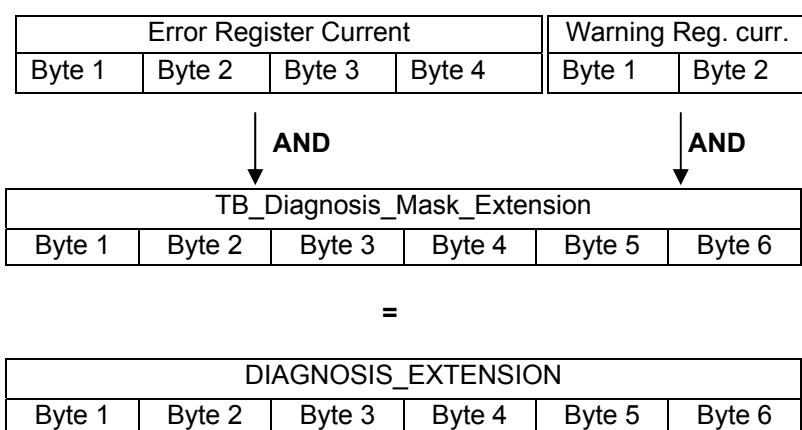 Error Register Current Warning Reg. curr.
Byte 1 Byte 2 Byte 3 Byte 4 Byte 1 Byte 2
AND AND
TB_Diagnosis_Mask_Extension
Byte 1 Byte 2 Byte 3 Byte 4 Byte 5 Byte 6
=
DIAGNOSIS_EXTENSION
Byte 1 Byte 2 Byte 3 Byte 4 Byte 5 Byte 6